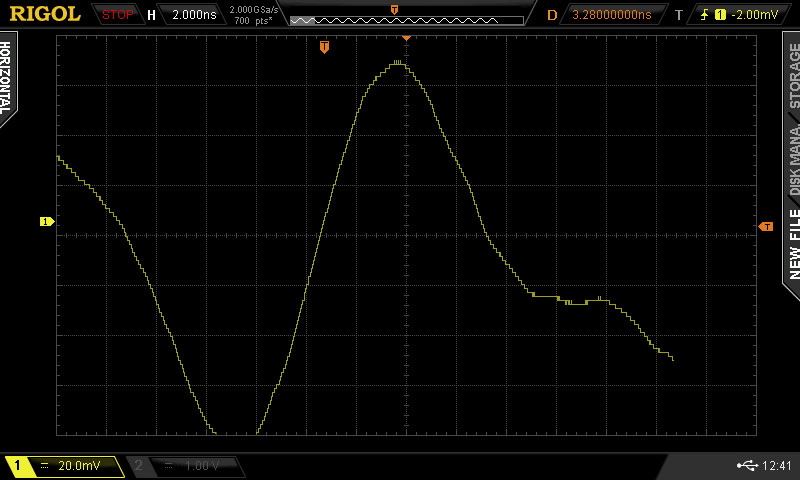 RIGOL STOP H 2.000ns 2.000GSa/s 700 pts* T D 3.28000000ns T 1 -2.00mV
HORIZONTAL
T
STORAGE
DISK MANA.
NEW FILE
1
T
1 20.0mV 2 1.00 V 12:41